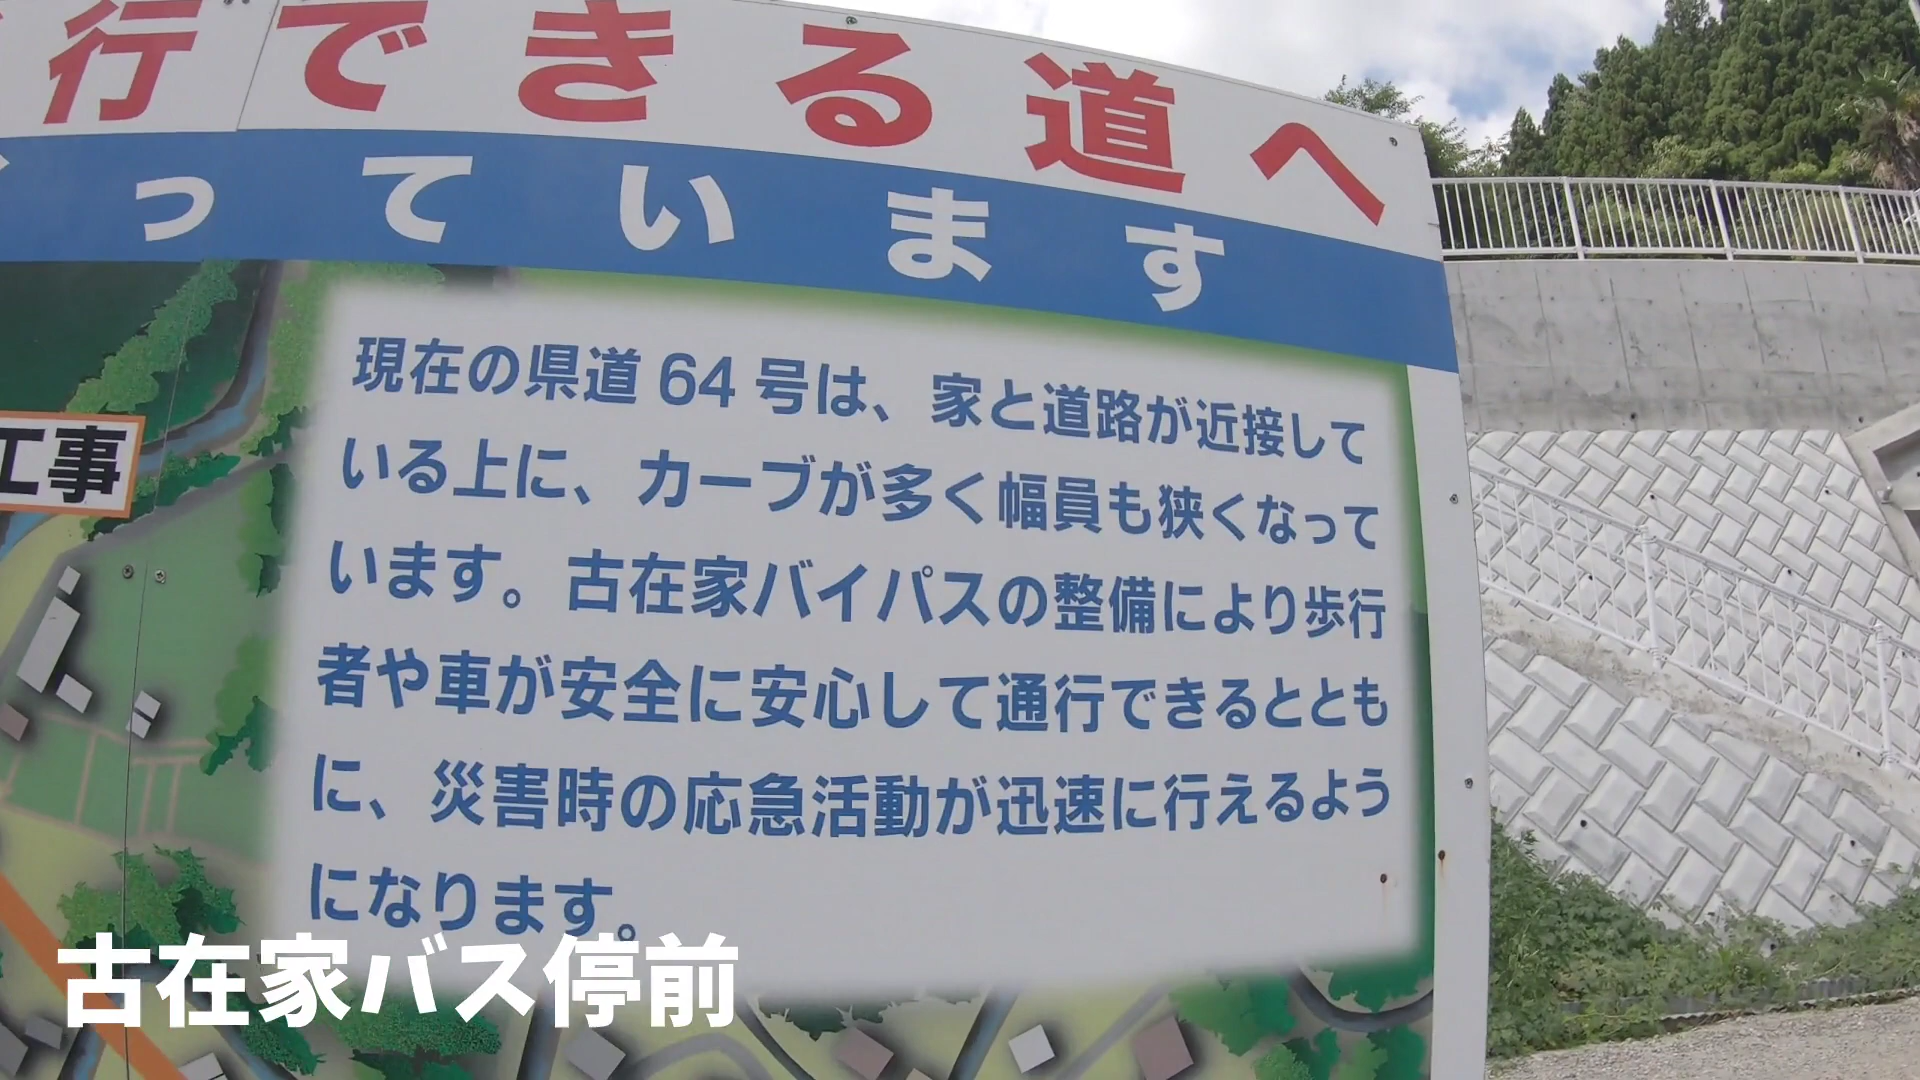 行できる道へ
っています
工事
現在の県道64号は、家と道路が近接して
いる上に、カーブが多く幅員も狭くなって
います。古在家バイパスの整備により歩行
者や車が安全に安心して通行できるととも
に、災害時の応急活動が迅速に行えるよう
になります。
古在家バス停前